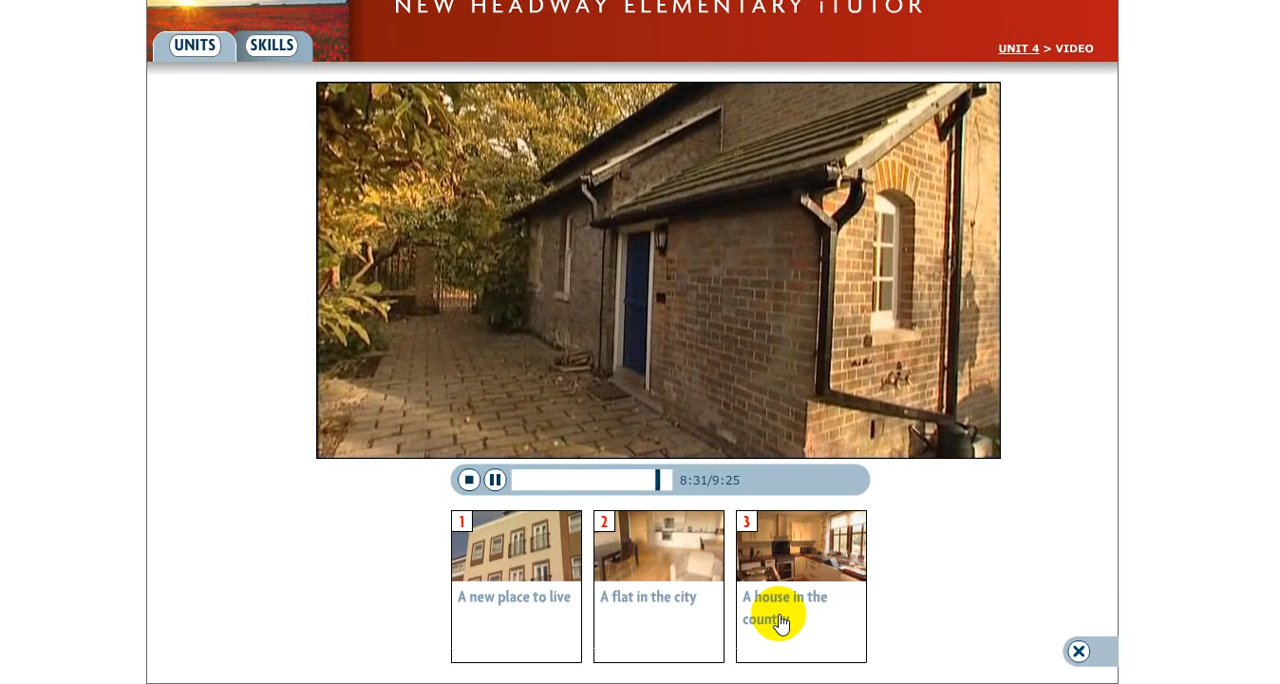 NEW HEADWAY ELEMENTARY iTUTOR
UNITS
SKILLS
UNIT 4 > VIDEO
8:31/9:25
1
2
3
A new place to live
A flat in the city
A house in the
country